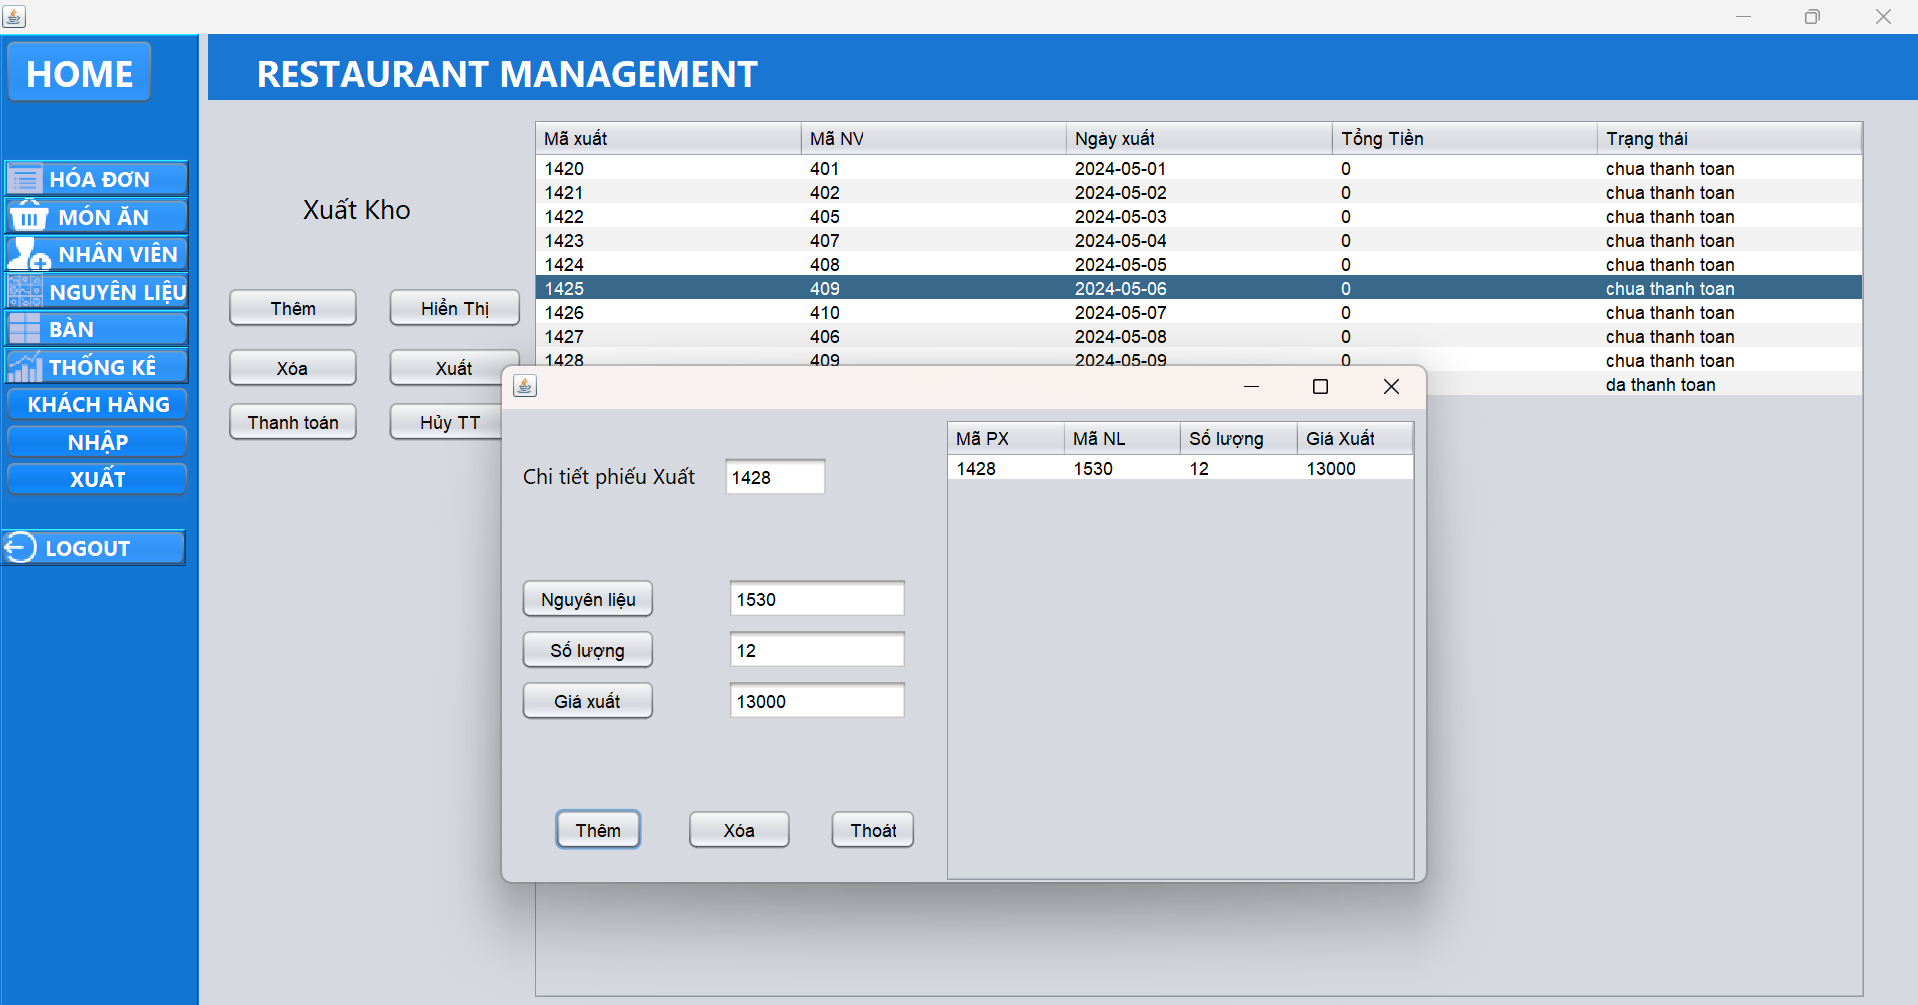 HOME
RESTAURANT MANAGEMENT
HÓA ĐƠN
MÓN ĂN
NHÂN VIÊN
NGUYÊN LIỆU
BÀN
THỐNG KÊ
KHÁCH HÀNG
NHẬP
XUẤT
LOGOUT
Xuất Kho
Thêm
Hiển Thị
Xóa
Xuất
Thanh toán
Hủy TT
Mã xuất Mã NV Ngày xuất Tổng Tiền Trạng thái
1420 401 2024-05-01 0 chua thanh toan
1421 402 2024-05-02 0 chua thanh toan
1422 405 2024-05-03 0 chua thanh toan
1423 407 2024-05-04 0 chua thanh toan
1424 408 2024-05-05 0 chua thanh toan
1425 409 2024-05-06 0 chua thanh toan
1426 410 2024-05-07 0 chua thanh toan
1427 406 2024-05-08 0 chua thanh toan
1428 409 2024-05-09 0 chua thanh toan
da thanh toan
Chi tiết phiếu Xuất 1428
Nguyên liệu 1530
Số lượng 12
Giá xuất 13000
Thêm
Xóa
Thoát
Mã PX Mã NL Số lượng Giá Xuất
1428 1530 12 13000